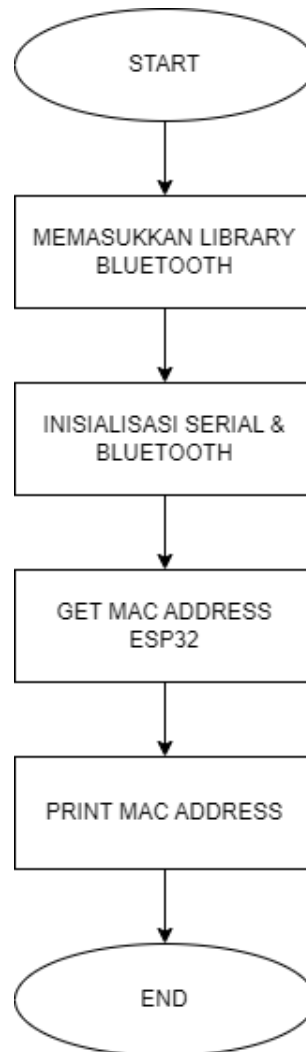 START
MEMASUKKAN LIBRARY
BLUETOOTH
INISIALISASI SERIAL &
BLUETOOTH
GET MAC ADDRESS
ESP32
PRINT MAC ADDRESS
END